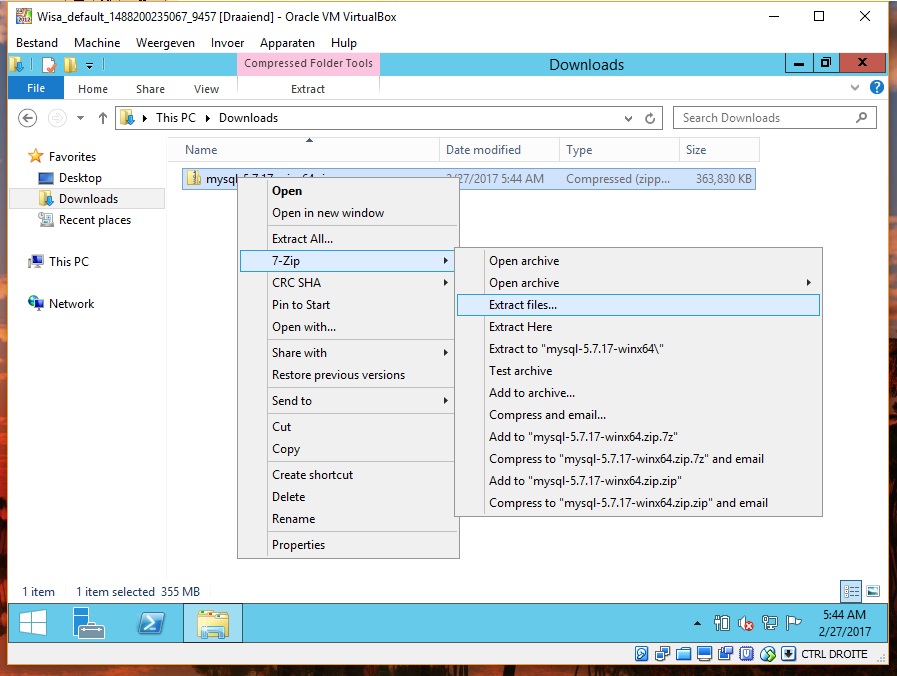 Wisa_default_1488200235067_9457 [Draaiend] - Oracle VM VirtualBox
Bestand Machine Weergeven Invoer Apparaten Help
Compressed Folder Tools Downloads
File Home Share View Extract
This PC Downloads Search Downloads
Name Date modified Type Size
Favorites
Desktop
Downloads
Recent places
This PC
Network
2/27/2017 5:44 AM Compressed (zipp... 363,830 KB
Open
Open in new window
Extract All...
7-Zip
CRC SHA
Pin to Start
Open with...
Share with
Restore previous versions
Send to
Cut
Copy
Create shortcut
Delete
Rename
Properties
Open archive
Open archive
Extract files...
Extract Here
Extract to "mysql-5.7.17-winx64\"
Test archive
Add to archive...
Compress and email...
Add to "mysql-5.7.17-winx64.zip.7z"
Compress to "mysql-5.7.17-winx64.zip.7z" and email
Add to "mysql-5.7.17-winx64.zip.zip"
Compress to "mysql-5.7.17-winx64.zip.zip" and email
1 item 1 item selected 355 MB
5:44 AM
2/27/2017
CTRL DROITE